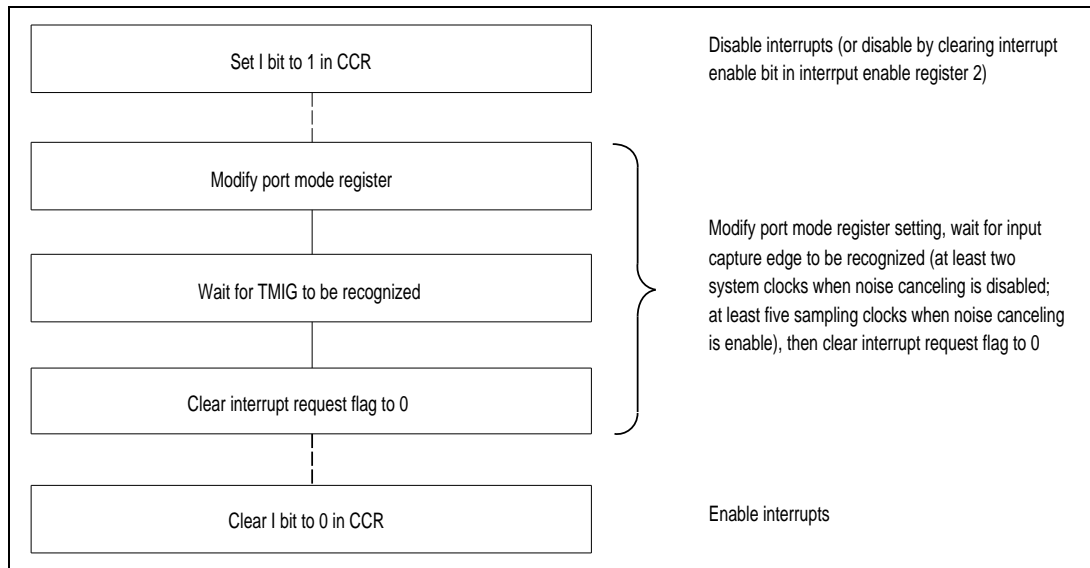 Set I bit to 1 in CCR
Disable interrupts (or disable by clearing interrupt
enable bit in interrput enable register 2)
Modify port mode register
Wait for TMIG to be recognized
Clear interrupt request flag to 0
Modify port mode register setting, wait for input
capture edge to be recognized (at least two
system clocks when noise canceling is disabled;
at least five sampling clocks when noise canceling
is enable), then clear interrupt request flag to 0
Clear I bit to 0 in CCR
Enable interrupts